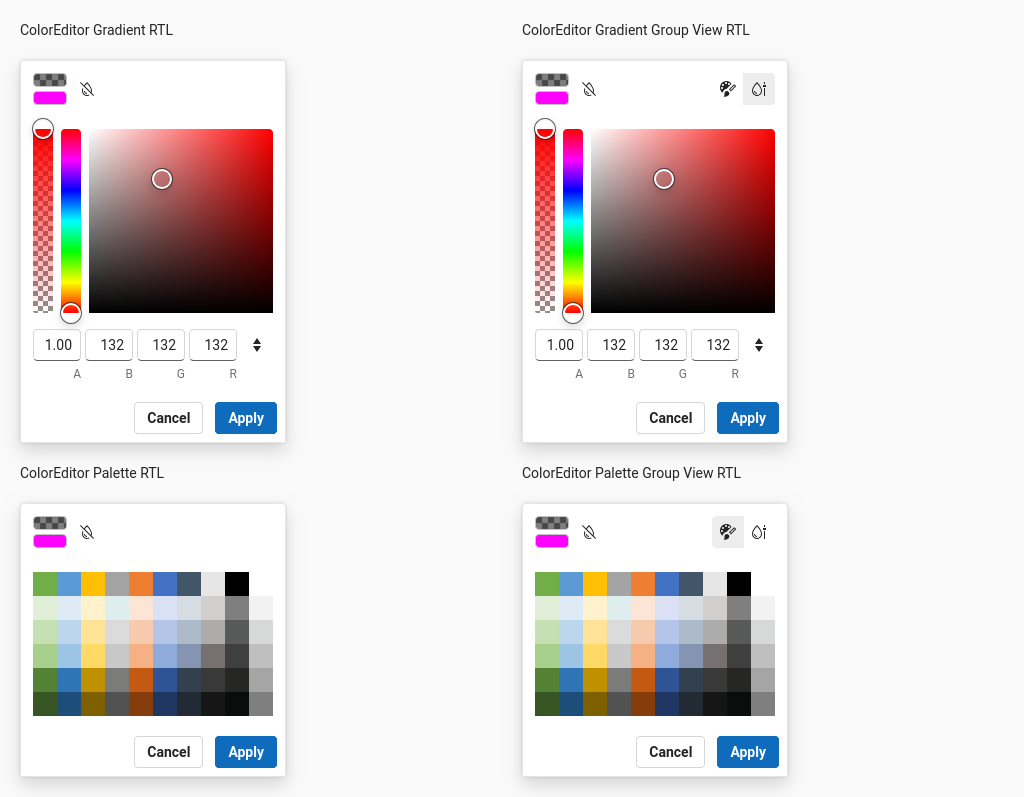 ColorEditor Gradient RTL
1.00 132 132 132
A B G R
Cancel Apply
ColorEditor Gradient Group View RTL
1.00 132 132 132
A B G R
Cancel Apply
ColorEditor Palette RTL
Cancel Apply
ColorEditor Palette Group View RTL
Cancel Apply